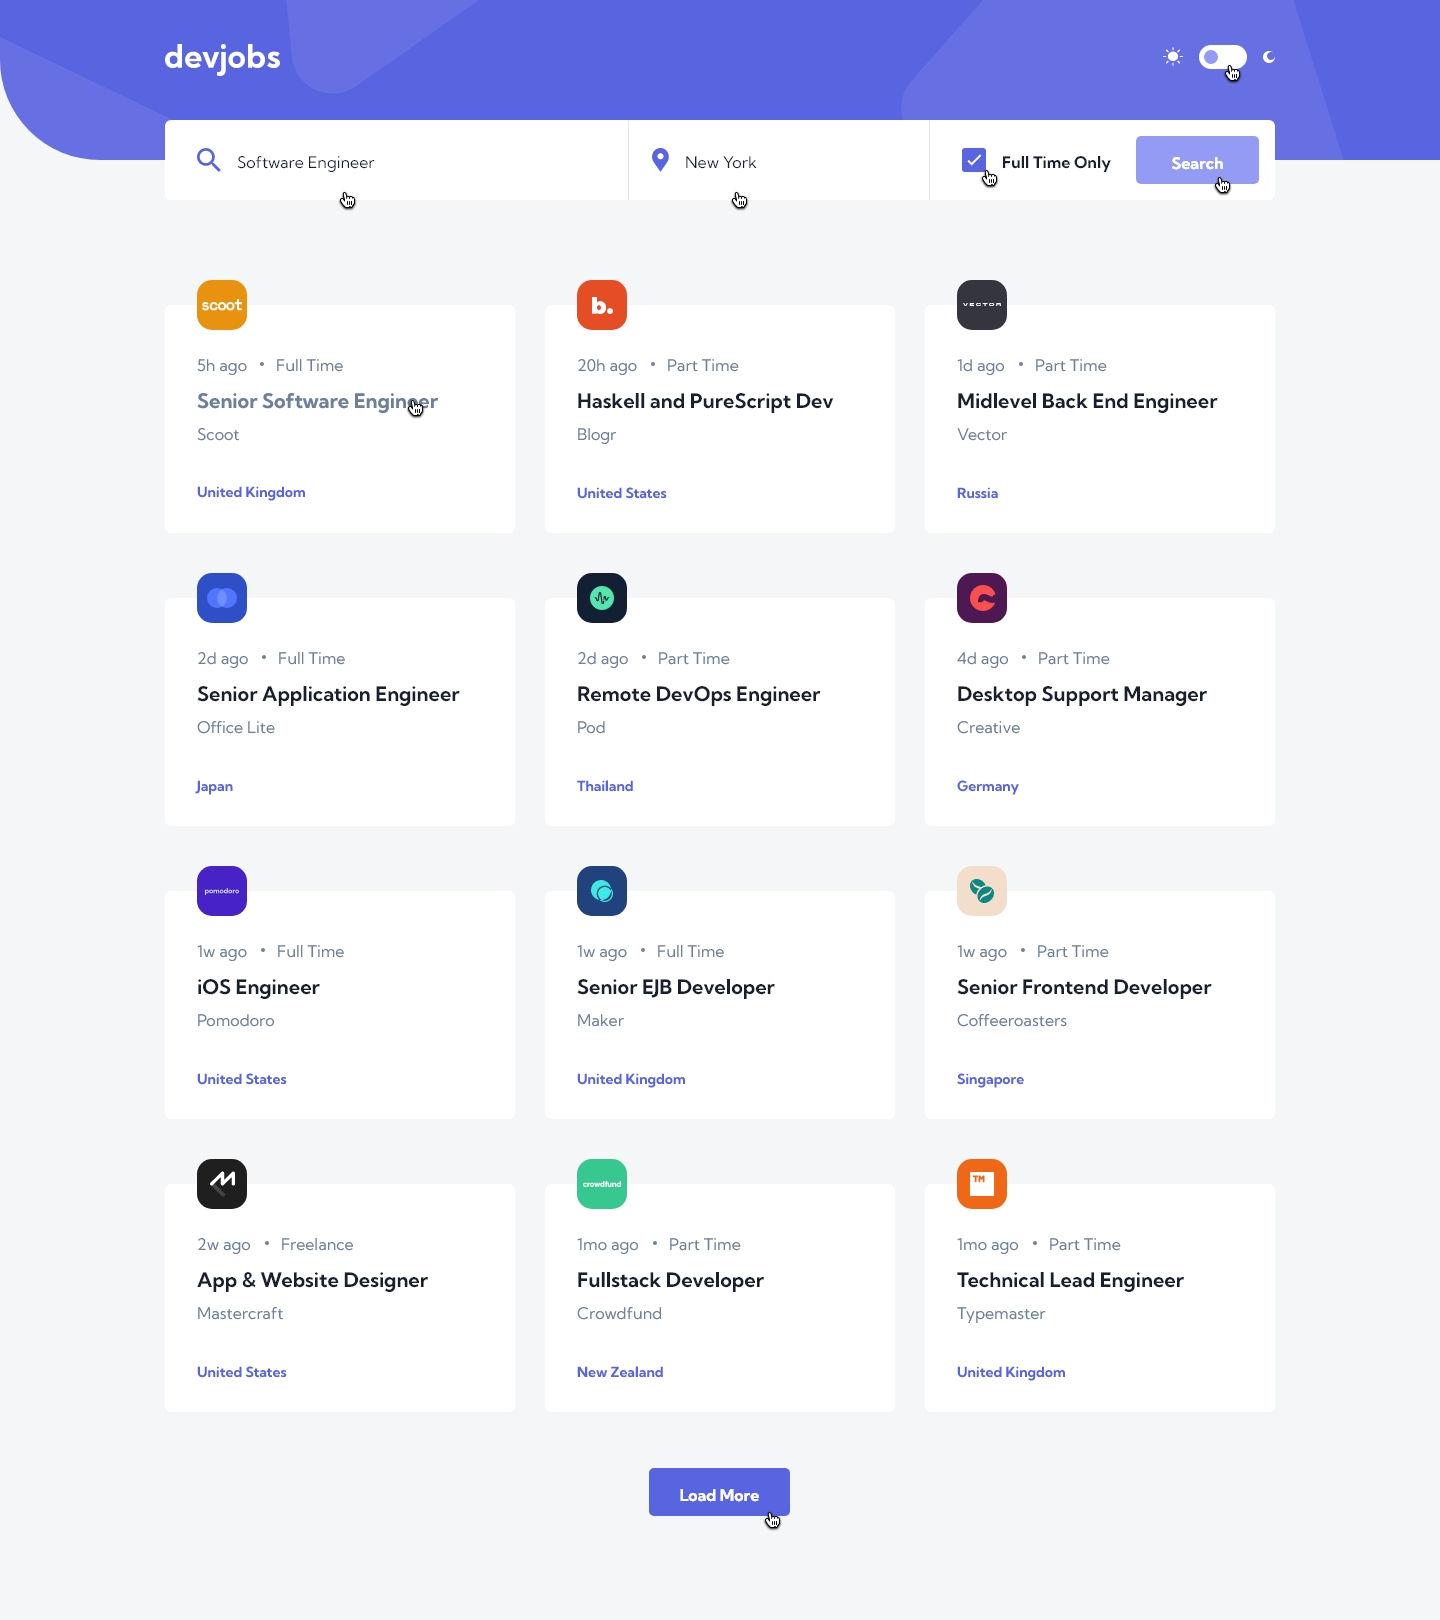 devjobs
Software Engineer
New York
Full Time Only
Search
scoot
5h ago • Full Time
Senior Software Engineer
Scoot
United Kingdom
b.
20h ago • Part Time
Haskell and PureScript Dev
Blogr
United States
VECTOR
1d ago • Part Time
Midlevel Back End Engineer
Vector
Russia
2d ago • Full Time
Senior Application Engineer
Office Lite
Japan
2d ago • Part Time
Remote DevOps Engineer
Pod
Thailand
4d ago • Part Time
Desktop Support Manager
Creative
Germany
pomodoro
1w ago • Full Time
iOS Engineer
Pomodoro
United States
1w ago • Full Time
Senior EJB Developer
Maker
United Kingdom
1w ago • Part Time
Senior Frontend Developer
Coffeeroasters
Singapore
2w ago • Freelance
App & Website Designer
Mastercraft
United States
crowdfund
1mo ago • Part Time
Fullstack Developer
Crowdfund
New Zealand
TM
1mo ago • Part Time
Technical Lead Engineer
Typemaster
United Kingdom
Load More